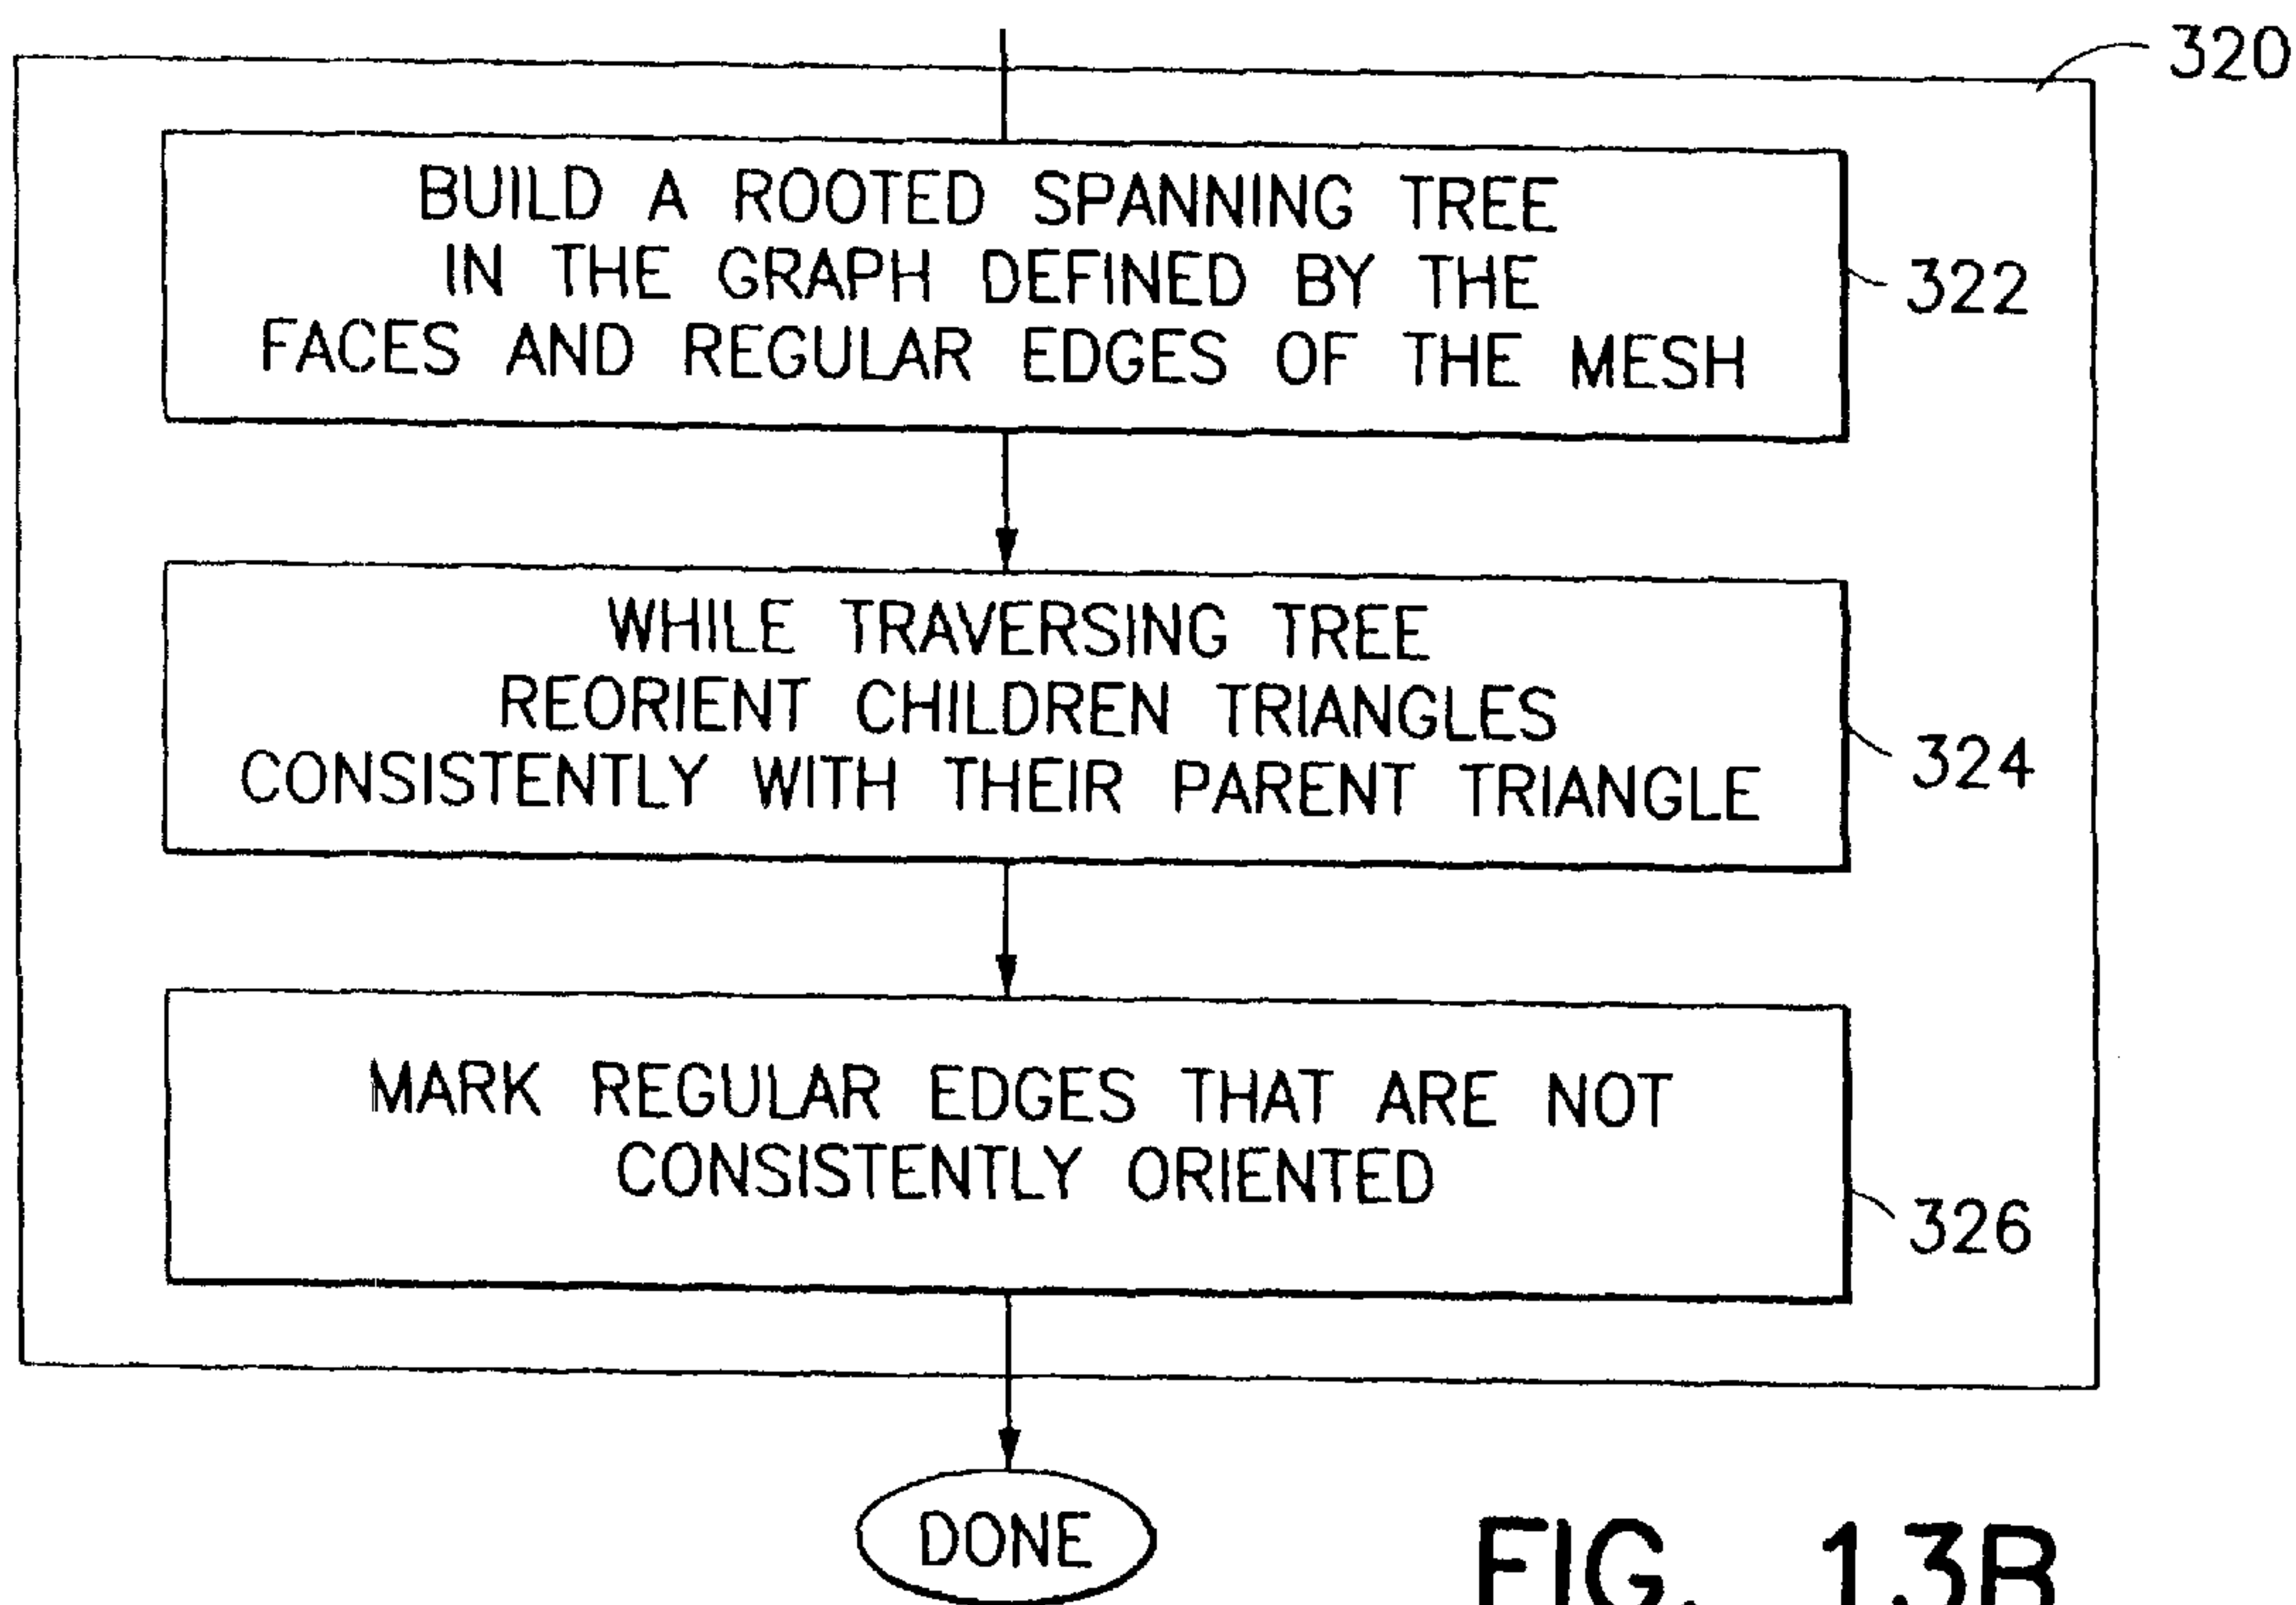 320
BUILD A ROOTED SPANNING TREE
IN THE GRAPH DEFINED BY THE
FACES AND REGULAR EDGES OF THE MESH
322
WHILE TRAVERSING TREE
REORIENT CHILDREN TRIANGLES
CONSISTENTLY WITH THEIR PARENT TRIANGLE
324
MARK REGULAR EDGES THAT ARE NOT
CONSISTENTLY ORIENTED
326
DONE
FIG. 13B